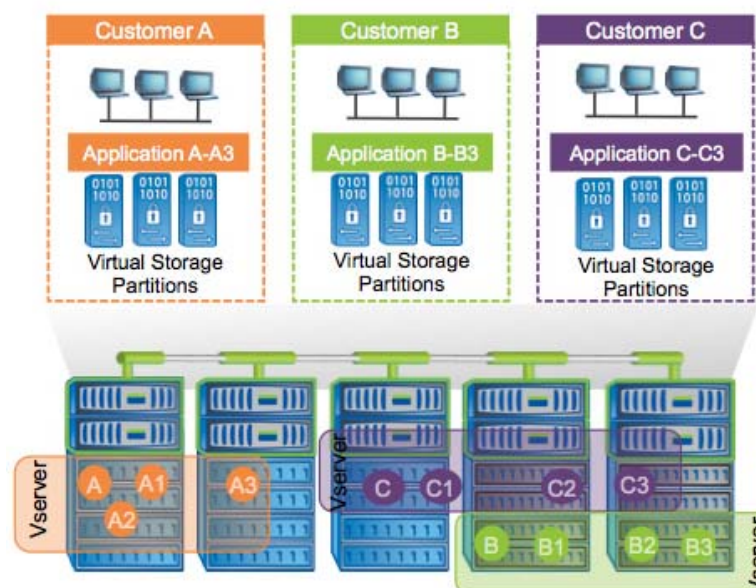 Customer A
Customer B
Customer C
Application A-A3
Application B-B3
Application C-C3
0101
1010
0101
1010
0101
1010
0101
1010
0101
1010
0101
1010
0101
1010
0101
1010
0101
1010
Virtual Storage
Partitions
Virtual Storage
Partitions
Virtual Storage
Partitions
Vserver
A
A1
A2
A3
Vserver
C
C1
C2
C3
B
B1
B2
B3